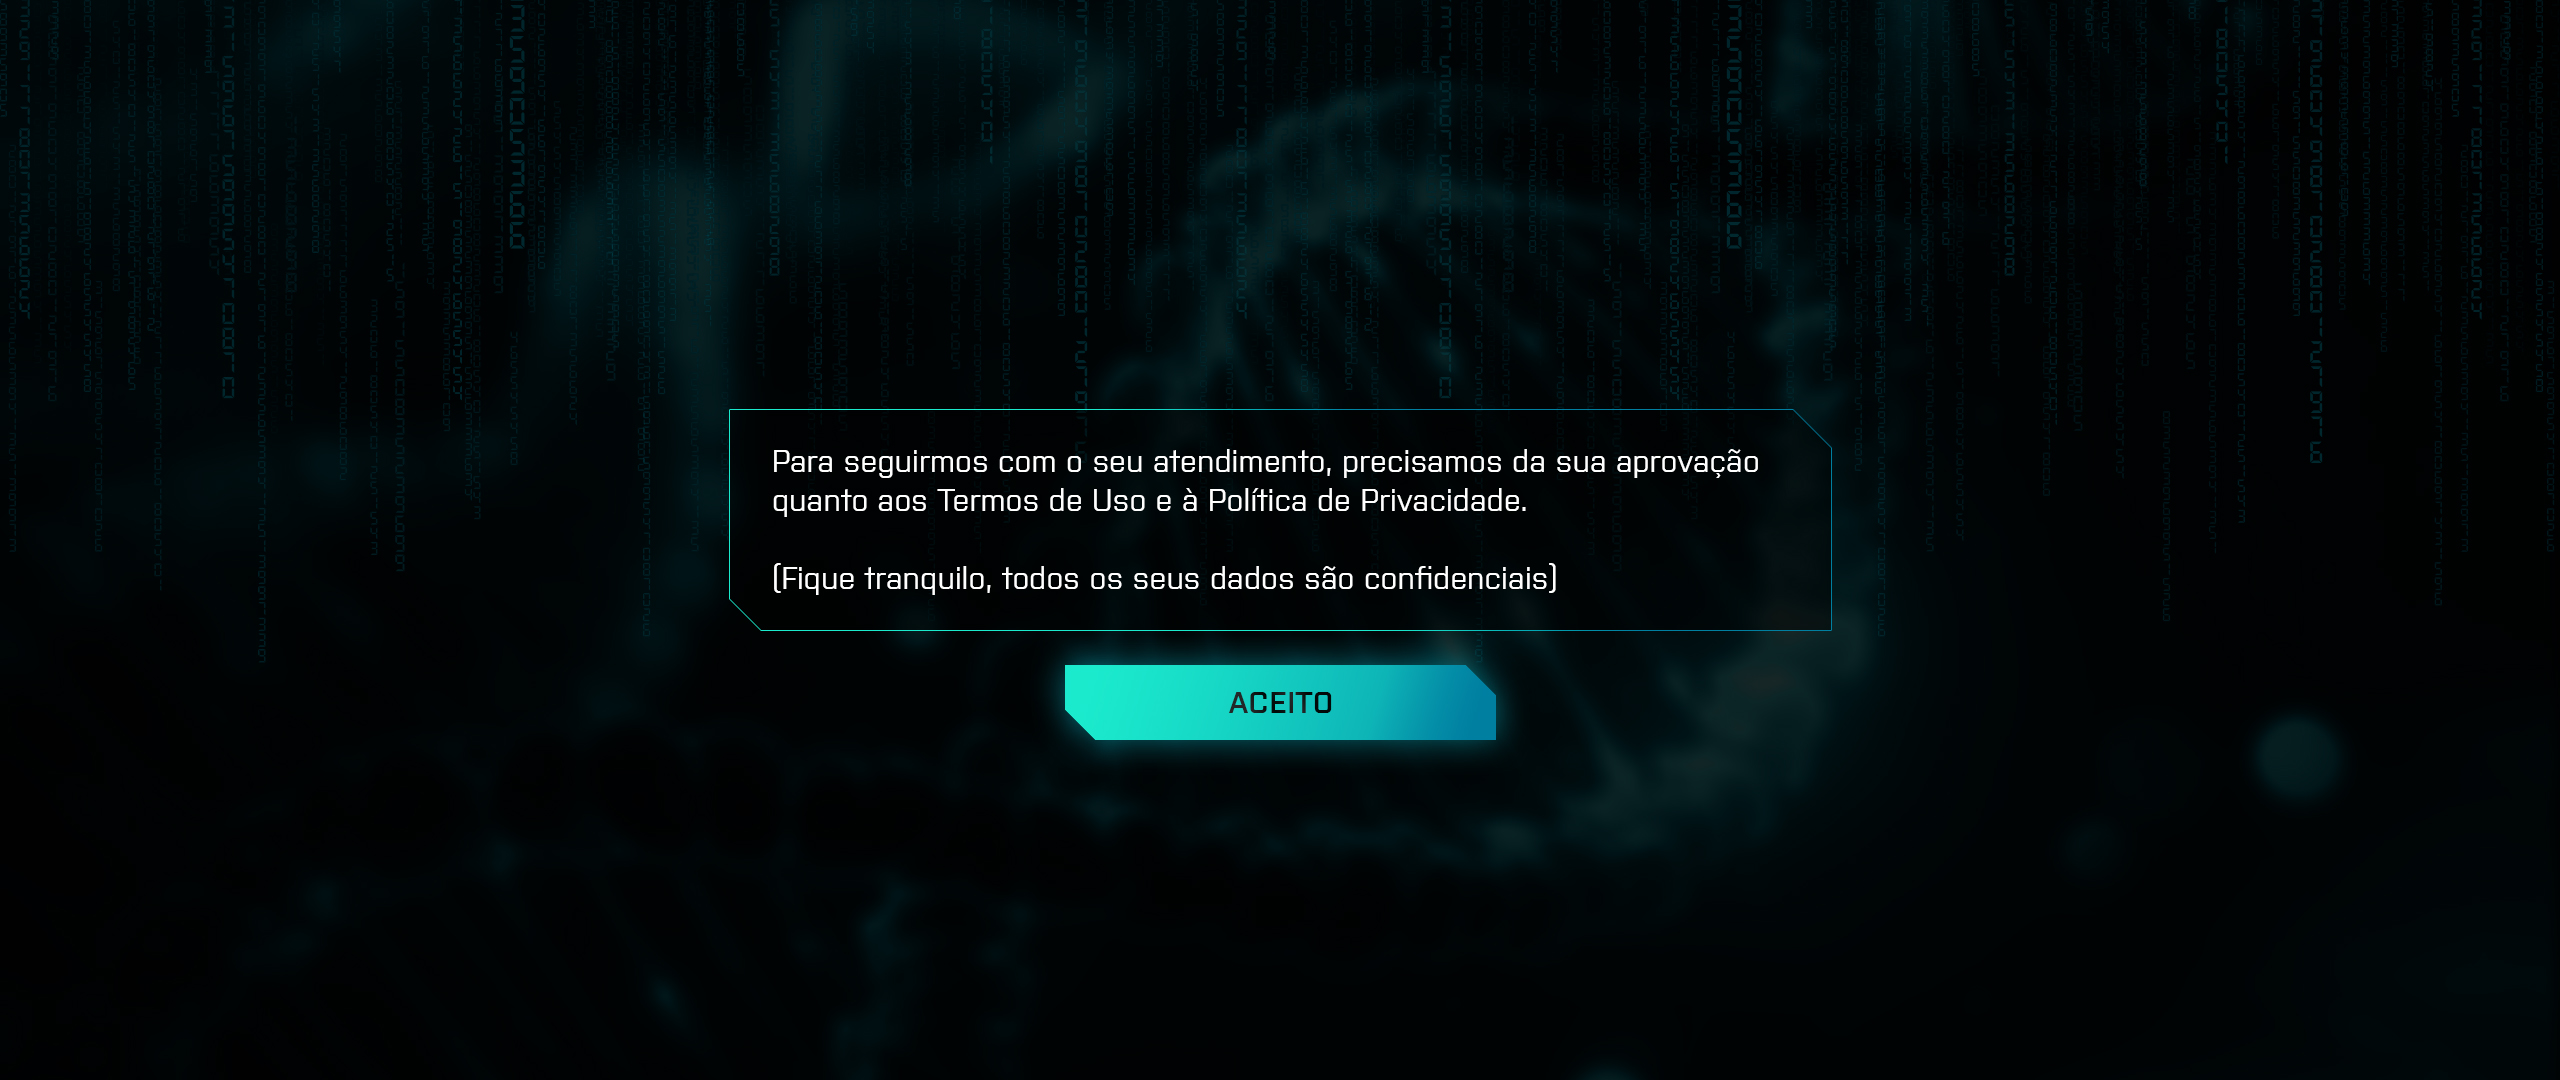 Para seguirmos com o seu atendimento, precisamos da sua aprovação
quanto aos Termos de Uso e à Política de Privacidade.
(Fique tranquilo, todos os seus dados são confidenciais)
ACEITO